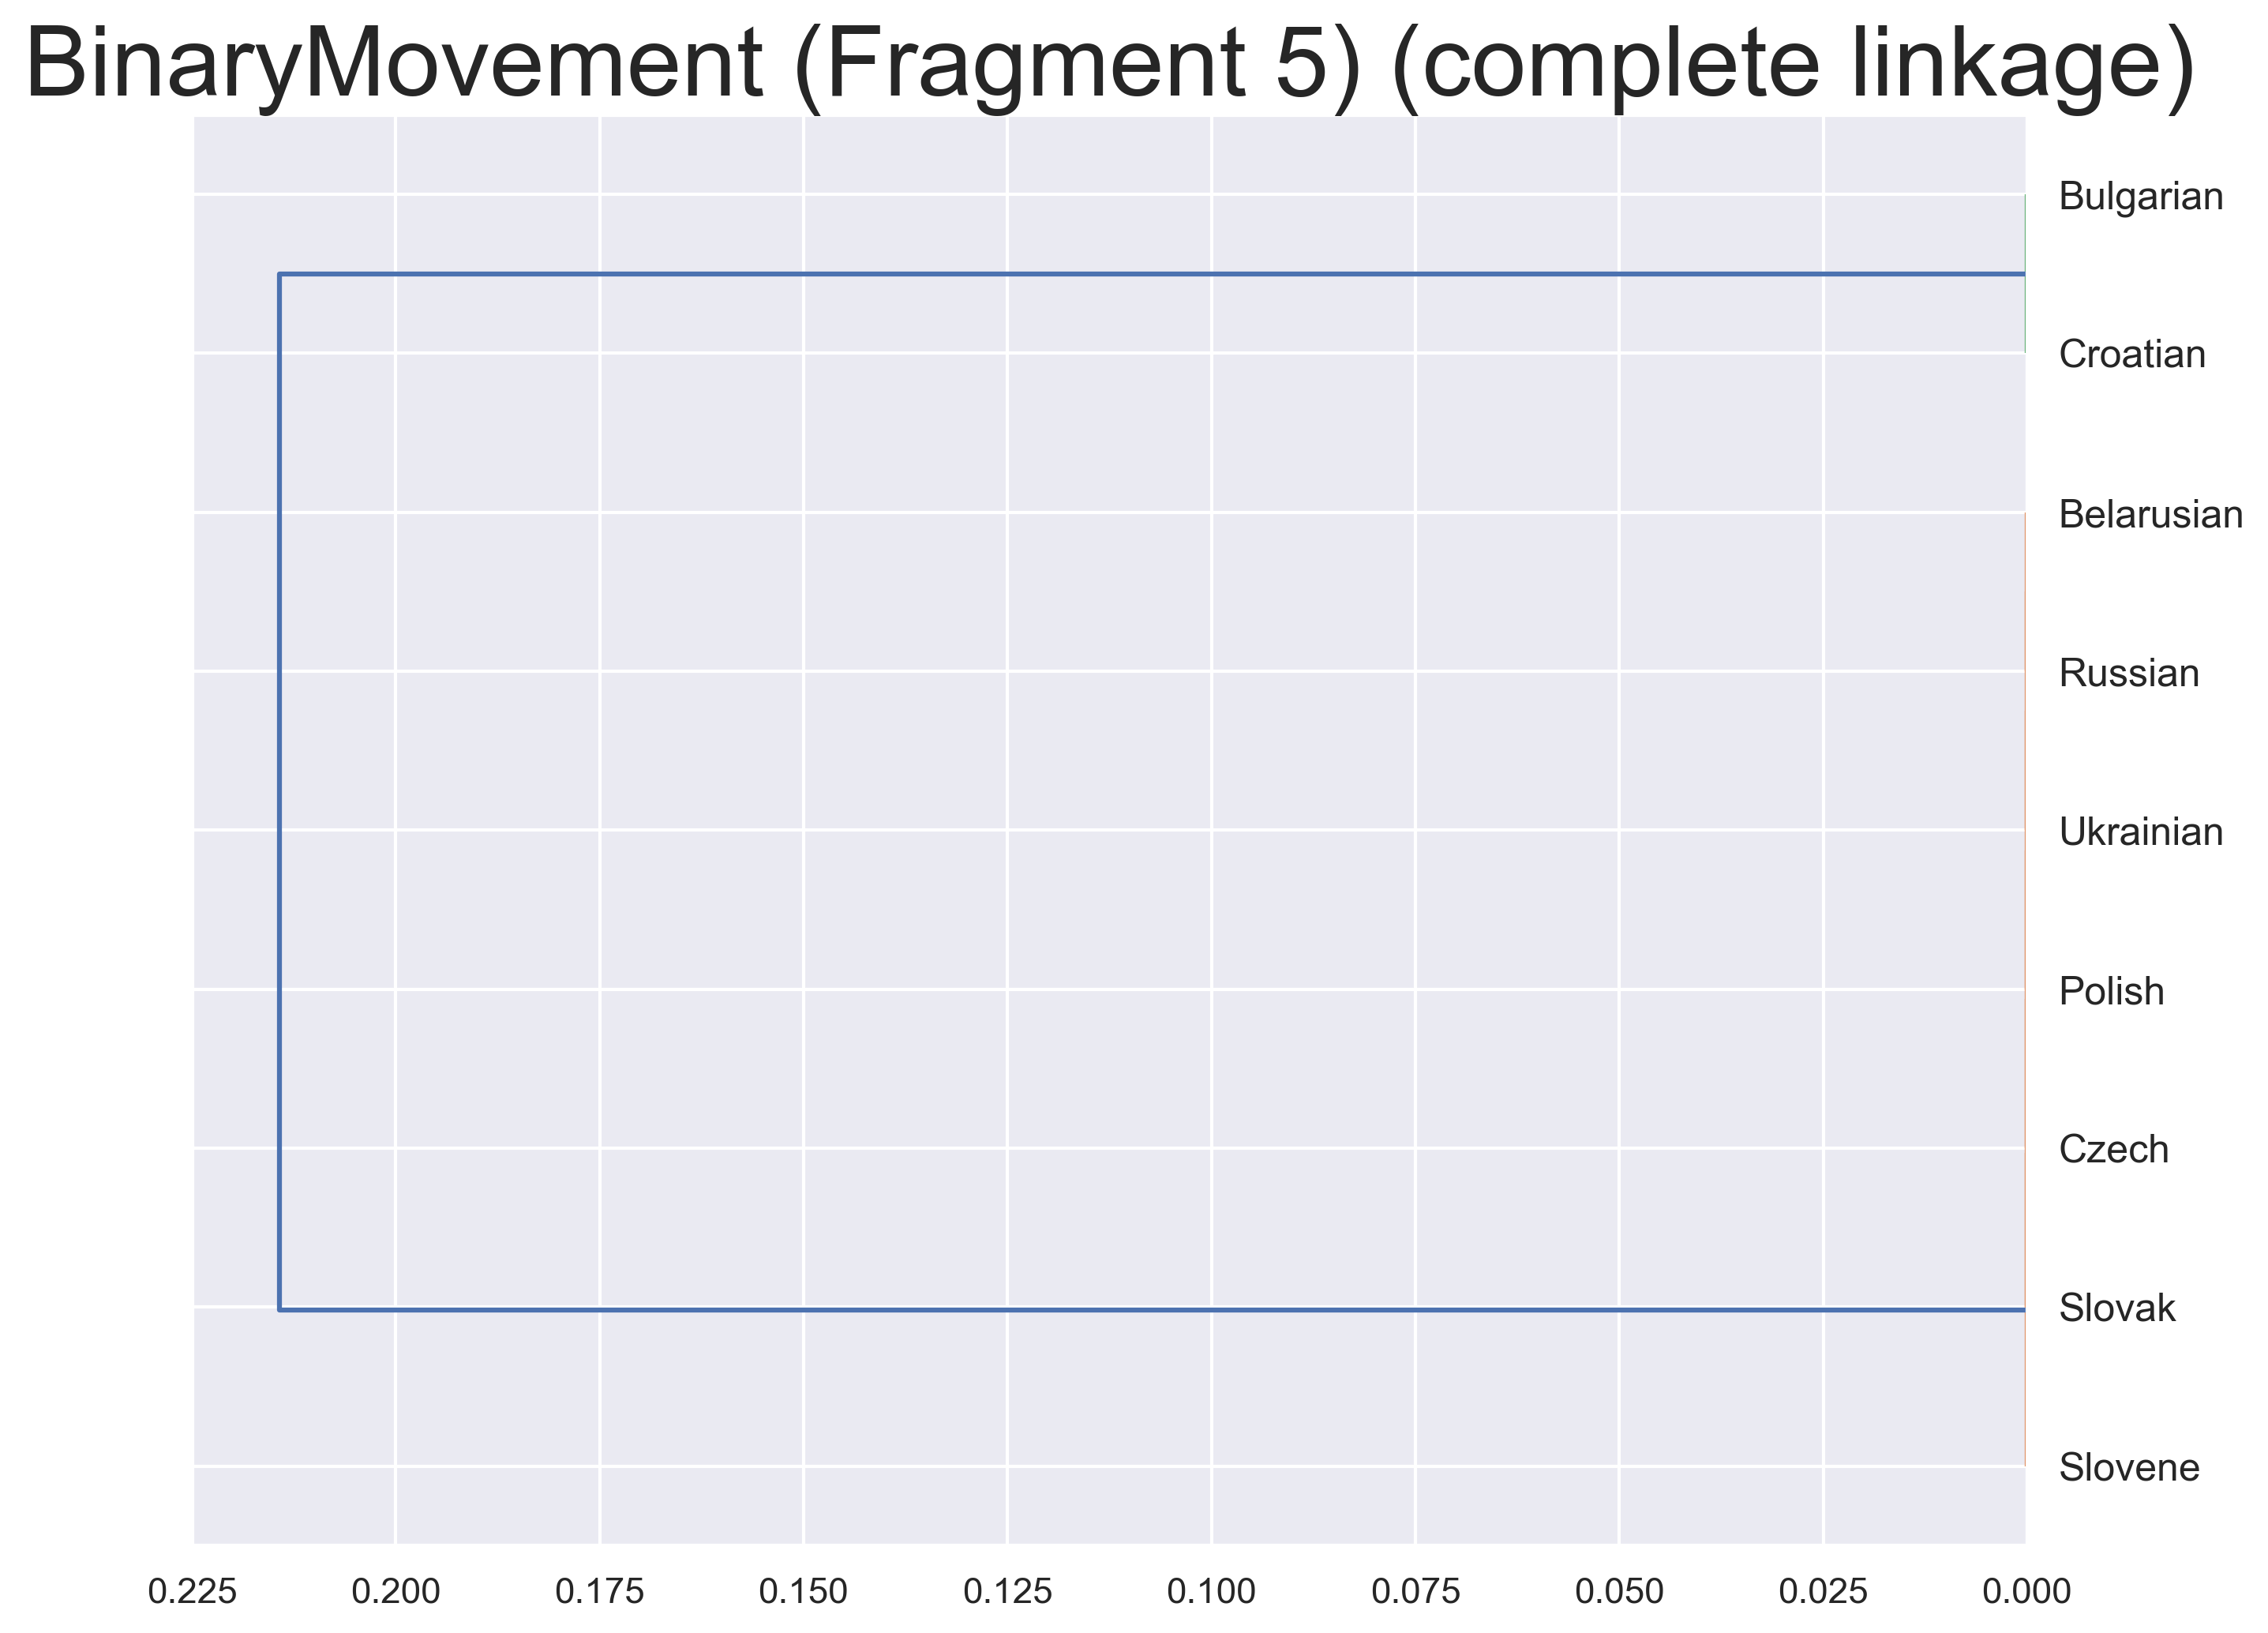 BinaryMovement (Fragment 5) (complete linkage)
Bulgarian
Croatian
Belarusian
Russian
Ukrainian
Polish
Czech
Slovak
Slovene
0.225 0.200 0.175 0.150 0.125 0.100 0.075 0.050 0.025 0.000